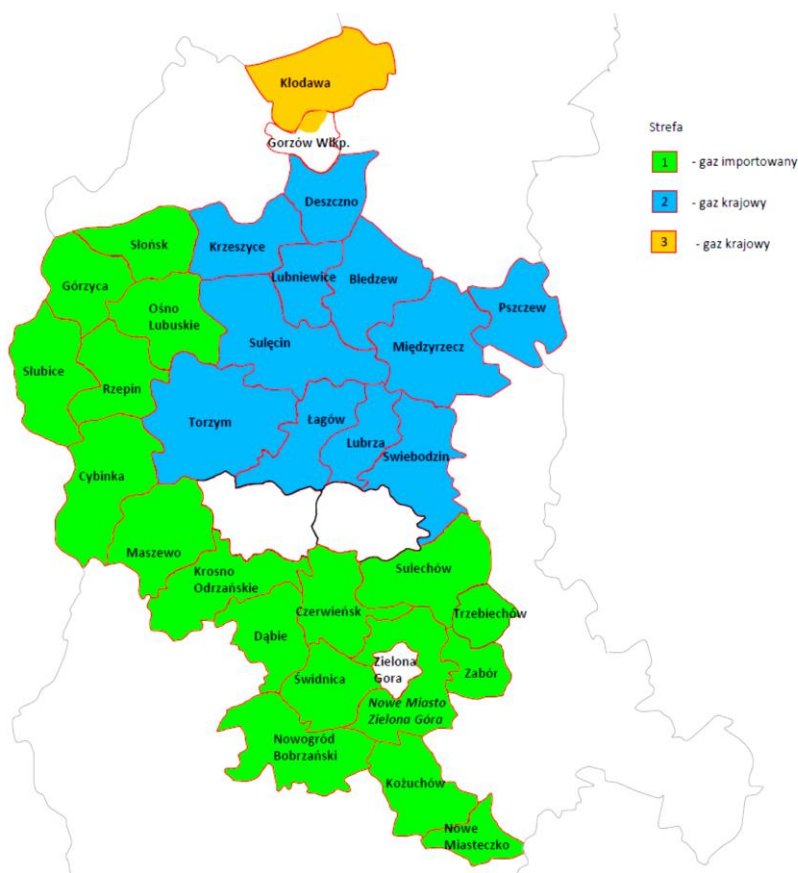 Kłodawa
Gorzów Wlkp.
Strefa
1 - gaz importowany
2 - gaz krajowy
3 - gaz krajowy
Deszczno
Słońsk
Krzeszyce
Lubniewice
Bledzew
Górzyca
Ośno
Lubuskie
Pszczew
Sulęcin
Międzyrzecz
Słubice
Rzepin
Torzym
Łagów
Lubrza
Świebodzin
Cybinka
Maszewo
Krosno
Odrzańskie
Sulechów
Czerwieńsk
Trzebiechów
Dąbie
Zielona
Gora
Zabór
Świdnica
Nowe Miasto
Zielona Góra
Nowogród
Bobrzański
Kożuchów
Nowe
Miasteczko